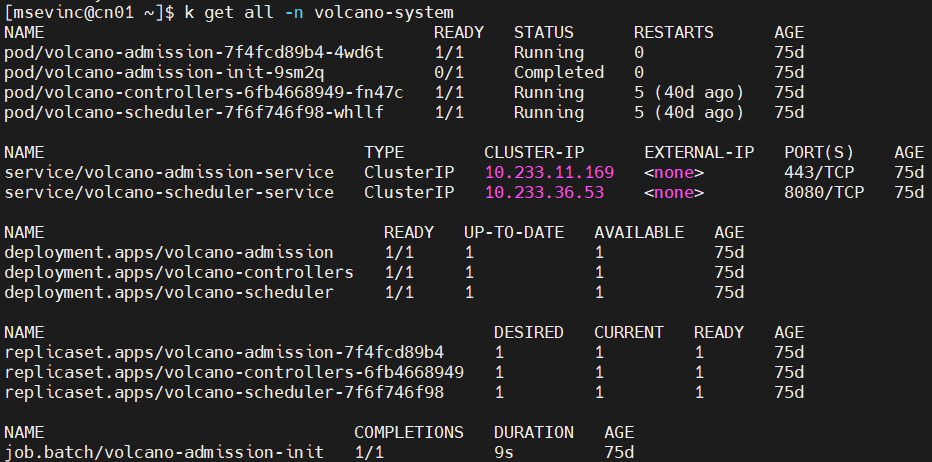 [msevinc@cn01 ~]$ k get all -n volcano-system
NAME READY STATUS RESTARTS AGE
pod/volcano-admission-7f4fcd89b4-4wd6t 1/1 Running 0 75d
pod/volcano-admission-init-9sm2q 0/1 Completed 0 75d
pod/volcano-controllers-6fb4668949-fn47c 1/1 Running 5 (40d ago) 75d
pod/volcano-scheduler-7f6f746f98-whllf 1/1 Running 5 (40d ago) 75d
NAME TYPE CLUSTER-IP EXTERNAL-IP PORT(S) AGE
service/volcano-admission-service ClusterIP 10.233.11.169 <none> 443/TCP 75d
service/volcano-scheduler-service ClusterIP 10.233.36.53 <none> 8080/TCP 75d
NAME READY UP-TO-DATE AVAILABLE AGE
deployment.apps/volcano-admission 1/1 1 1 75d
deployment.apps/volcano-controllers 1/1 1 1 75d
deployment.apps/volcano-scheduler 1/1 1 1 75d
NAME DESIRED CURRENT READY AGE
replicaset.apps/volcano-admission-7f4fcd89b4 1 1 1 75d
replicaset.apps/volcano-controllers-6fb4668949 1 1 1 75d
replicaset.apps/volcano-scheduler-7f6f746f98 1 1 1 75d
NAME COMPLETIONS DURATION AGE
job.batch/volcano-admission-init 1/1 9s 75d